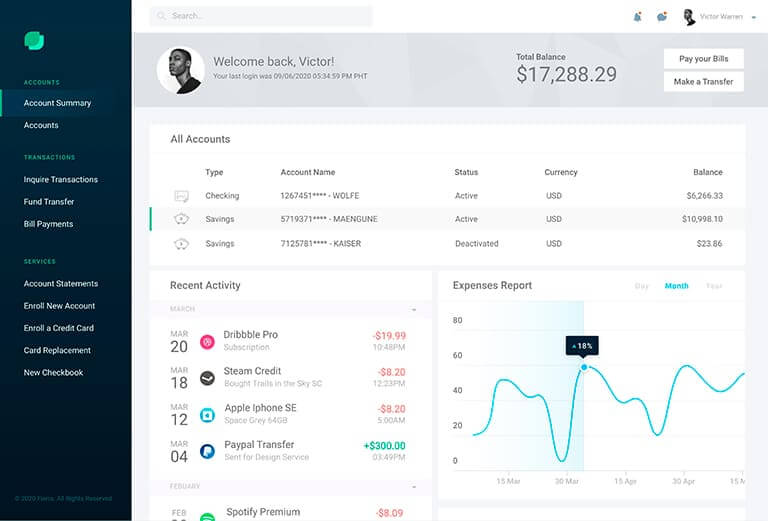 Search...
Victor Warren
Welcome back, Victor!
Your last login was 09/06/2020 05:34:59 PM PHT
Total Balance
$17,288.29
Pay your Bills
Make a Transfer
ACCOUNTS
Account Summary
Accounts
TRANSACTIONS
Inquire Transactions
Fund Transfer
Bill Payments
SERVICES
Account Statements
Enroll New Account
Enroll a Credit Card
Card Replacement
New Checkbook
© 2020 Fierce. All Rights Reserved
All Accounts
Type Account Name Status Currency Balance
Checking 1267451**** - WOLFE Active USD $6,266.33
Savings 5719371**** - MAENGUNE Active USD $10,998.10
Savings 7125781**** - KAISER Deactivated USD $23.86
Recent Activity
MARCH
MAR 20 Dribbble Pro -$19.99
Subscription 10:48PM
MAR 18 Steam Credit -$8.20
Bought Trails in the Sky SC 12:23PM
MAR 12 Apple Iphone SE -$8.20
Space Grey 64GB 5:00AM
MAR 04 Paypal Transfer +$300.00
Sent for Design Service 03:49PM
FEBUARY
FEB Spotify Premium -$8.09
Expenses Report
Day Month Year
80
60
40
20
0
18%
15 Mar 30 Mar 15 Apr 30 Apr 15 M